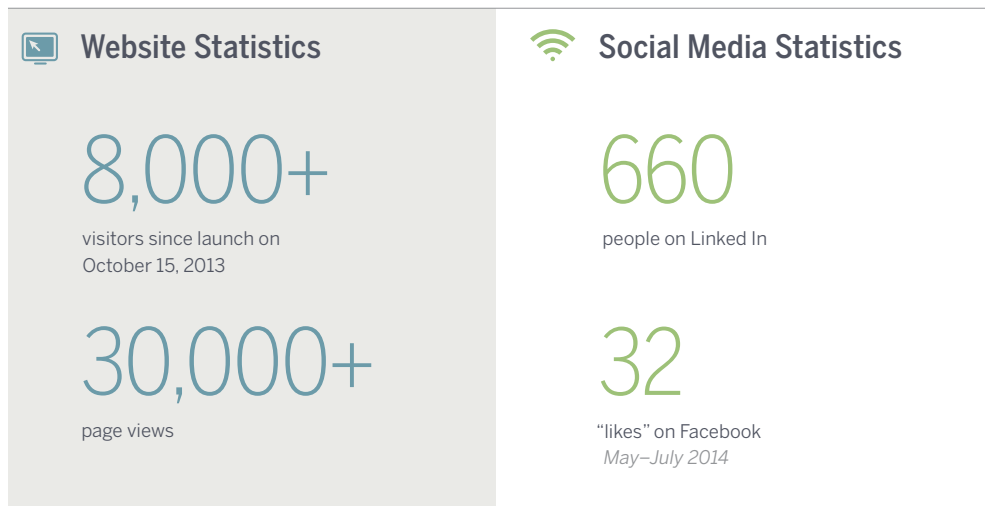 Website Statistics
8,000+
visitors since launch on
October 15, 2013
30,000+
page views
Social Media Statistics
660
people on Linked In
32
“likes” on Facebook
May–July 2014